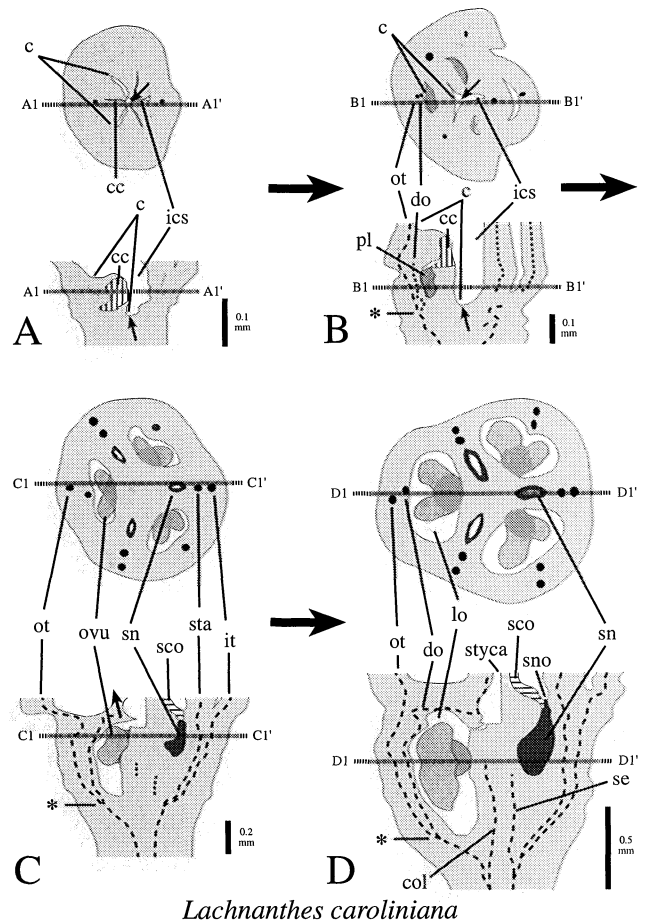 c
c
A1 A1'
B1 B1'
cc
c
ics
ot
do
c
cc
ics
cc
pl
A1 A1'
B1 B1'
*
A
0.1
mm
B
0.1
mm
C1 C1'
D1 D1'
ot
ovu
sn
sta
it
sco
ot
do
lo
styca
sco
sno
sn
C1 C1'
D1 D1'
*
se
*
C
0.2
mm
D
col
0.5
mm
Lachnanthes caroliniana